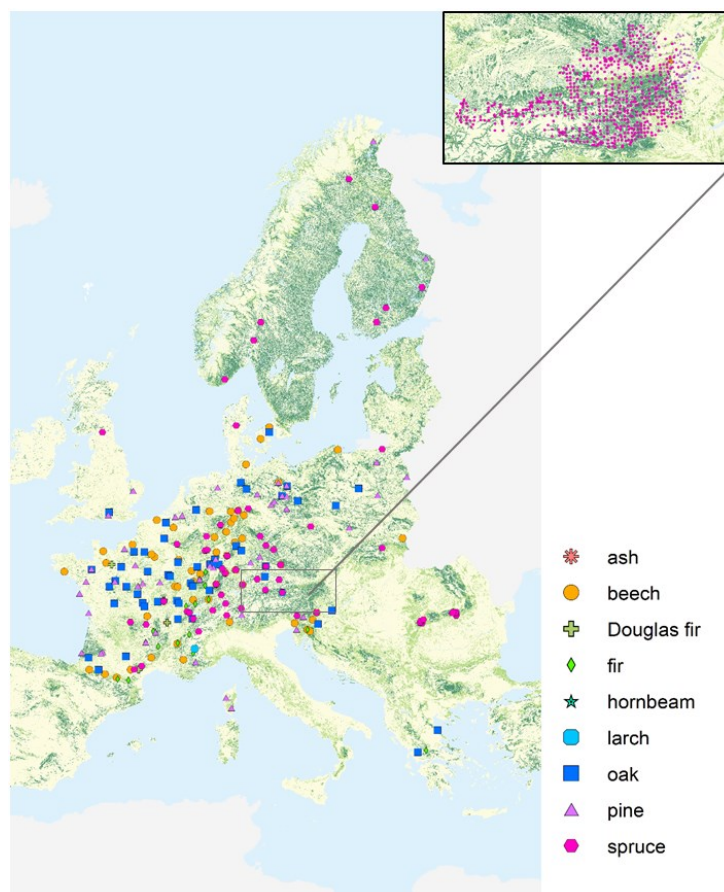 ash
beech
Douglas fir
fir
hornbeam
larch
oak
pine
spruce